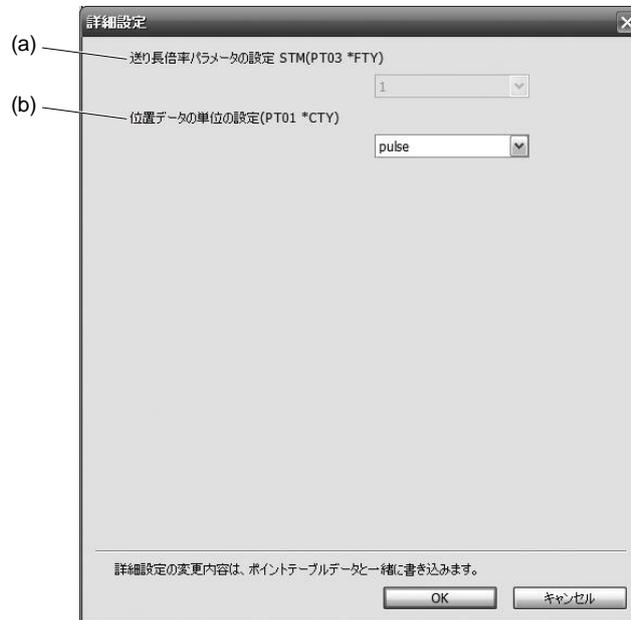 詳細設定
(a)
送り長倍率パラメータの設定 STM(PT03 *FTY)
1
(b)
位置データの単位の設定(PT01 *CTY)
pulse
詳細設定の変更内容は、ポイントテーブルデータと一緒に書き込みます。
OK
キャンセル